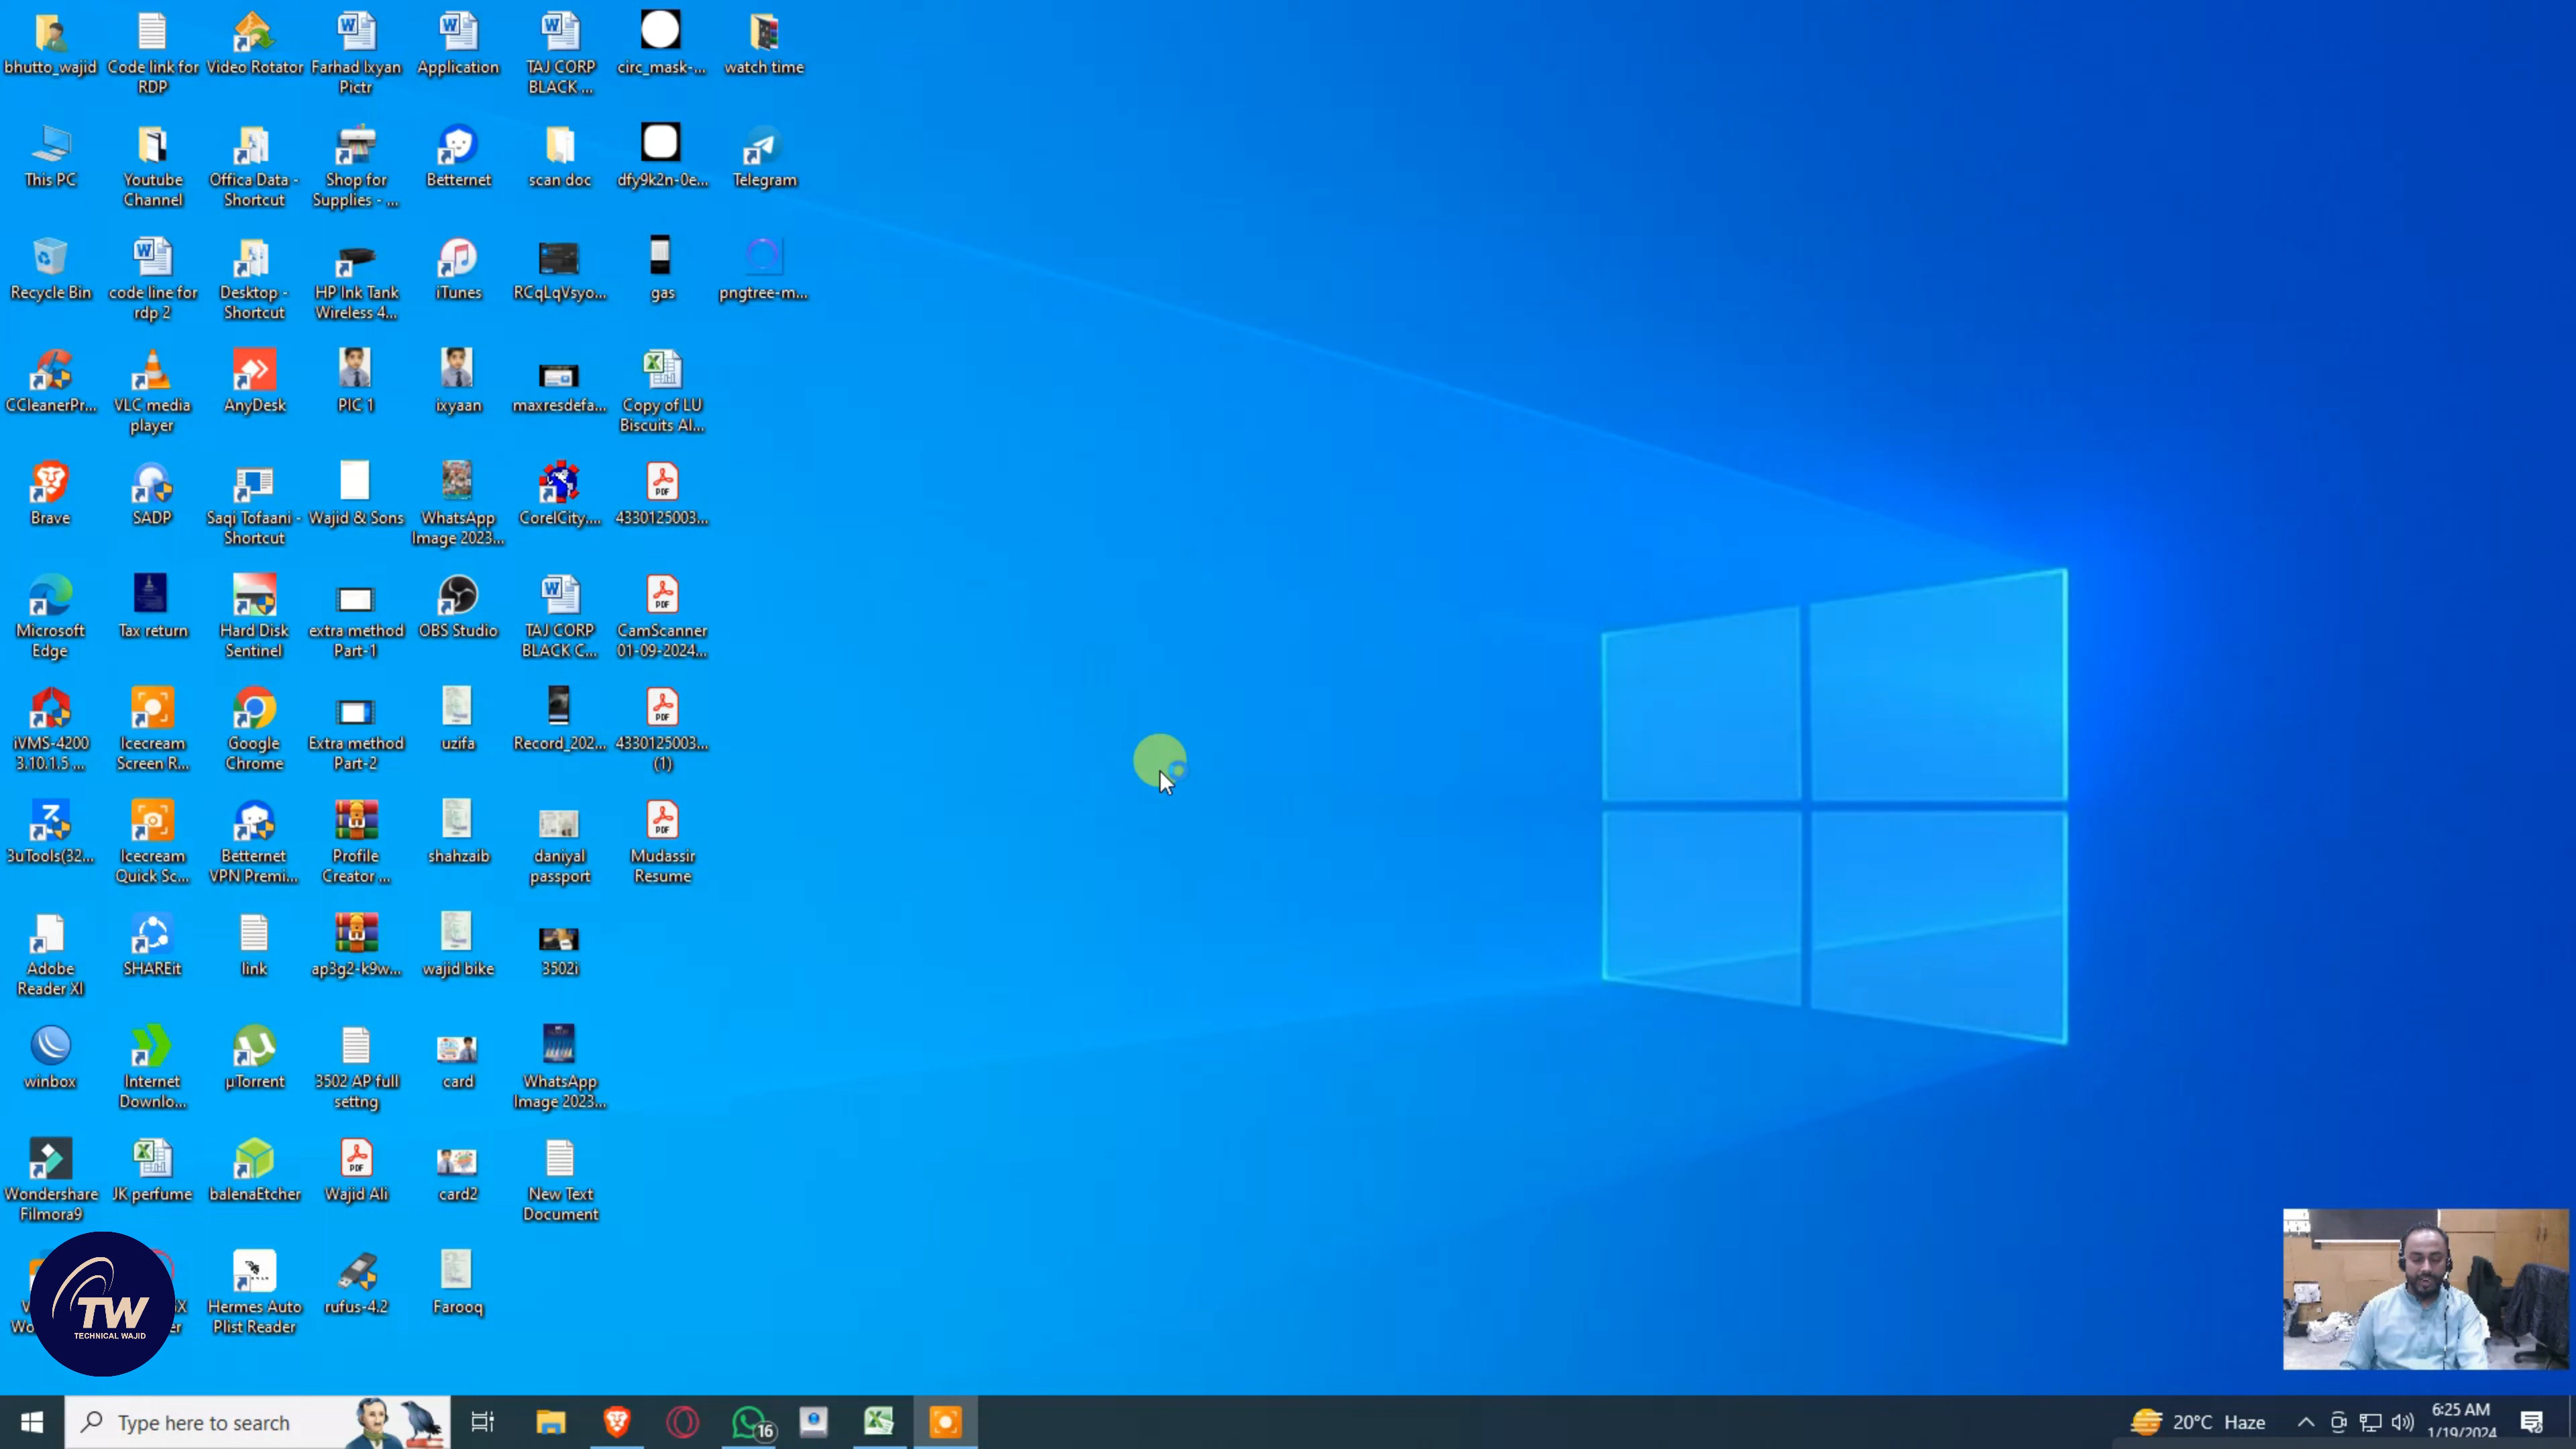 bhutto_wajid
Code link for
RDP
Video Rotator
Farhad Ixyan
Pictr
Application
TAJ CORP
BLACK ...
circ_mask-...
watch time
This PC
Youtube
Channel
Offica Data -
Shortcut
Shop for
Supplies - ...
Betternet
scan doc
dfy9k2n-0e...
Telegram
Recycle Bin
code line for
rdp 2
Desktop -
Shortcut
HP Ink Tank
Wireless 4...
iTunes
RCqLqVsyo...
gas
pngtree-m...
CCleanerPr...
VLC media
player
AnyDesk
PIC 1
ixyaan
maxresdefa...
Copy of LU
Biscuits Al...
Brave
SADP
Saqi Tofaani -
Shortcut
Wajid & Sons
WhatsApp
Image 2023...
CorelCity....
4330125003...
Microsoft
Edge
Tax return
Hard Disk
Sentinel
extra method
Part-1
OBS Studio
TAJ CORP
BLACK C...
CamScanner
01-09-2024...
iVMS-4200
3.10.1.5 ...
Icecream
Screen R...
Google
Chrome
Extra method
Part-2
uzifa
Record_202...
4330125003...
(1)
3uTools(32...
Icecream
Quick Sc...
Betternet
VPN Premi...
Profile
Creator ...
shahzaib
daniyal
passport
Mudassir
Resume
Adobe
Reader XI
SHAREit
link
ap3g2-k9w...
wajid bike
3502i
winbox
Internet
Downlo...
µTorrent
3502 AP full
settng
card
WhatsApp
Image 2023...
Wondershare
Filmora9
JK perfume
balenaEtcher
Wajid Ali
card2
New Text
Document
TW
TECHNICAL WAJID
Hermes Auto
Plist Reader
rufus-4.2
Farooq
Type here to search
16
20°C Haze
6:25 AM
1/19/2024